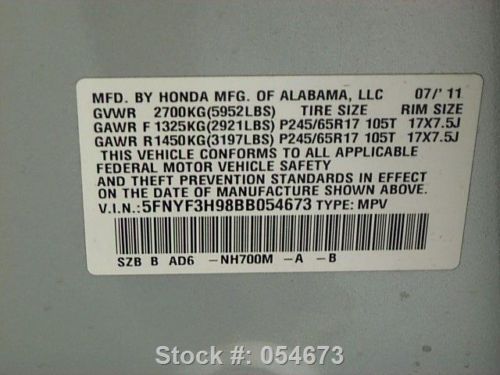 MFD. BY HONDA MFG. OF ALABAMA, LLC 07/'11
GVWR 2700KG(5952LBS) TIRE SIZE RIM SIZE
GAWR F 1325KG(2921LBS) P245/65R17 105T 17X7.5J
GAWR R1450KG(3197LBS) P245/65R17 105T 17X7.5J
THIS VEHICLE CONFORMS TO ALL APPLICABLE
FEDERAL MOTOR VEHICLE SAFETY
AND THEFT PREVENTION STANDARDS IN EFFECT
ON THE DATE OF MANUFACTURE SHOWN ABOVE.
V.I.N.:5FNYF3H98BB054673 TYPE: MPV
SZB B AD6 -NH700M -A -B
Stock #: 054673